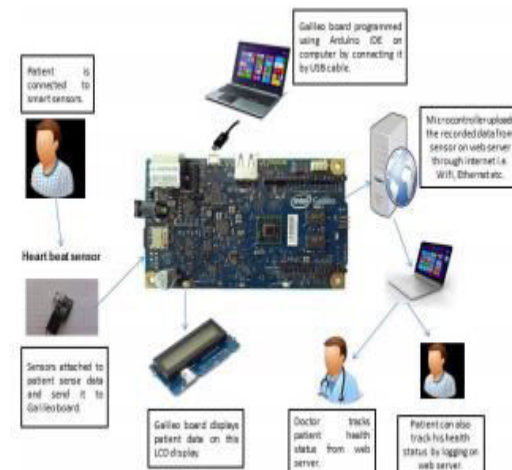 Galileo board programmed
using Arduino IDE on
computer by connecting it
by USB cable.
Patient is
connected to
smart sensors.
Microcontroller upload
the recorded data from
sensor on web server
through internet i.e.
Wifi, Ethernet etc.
intel Galileo
Heart beat sensor
Sensors attached to
patient sense data
and send it to
Galileo board.
Galileo board displays
patient data on this
LCD display.
Doctor tracks
patient health
status from web
server.
Patient can also
track his health
status by logging on
web server.